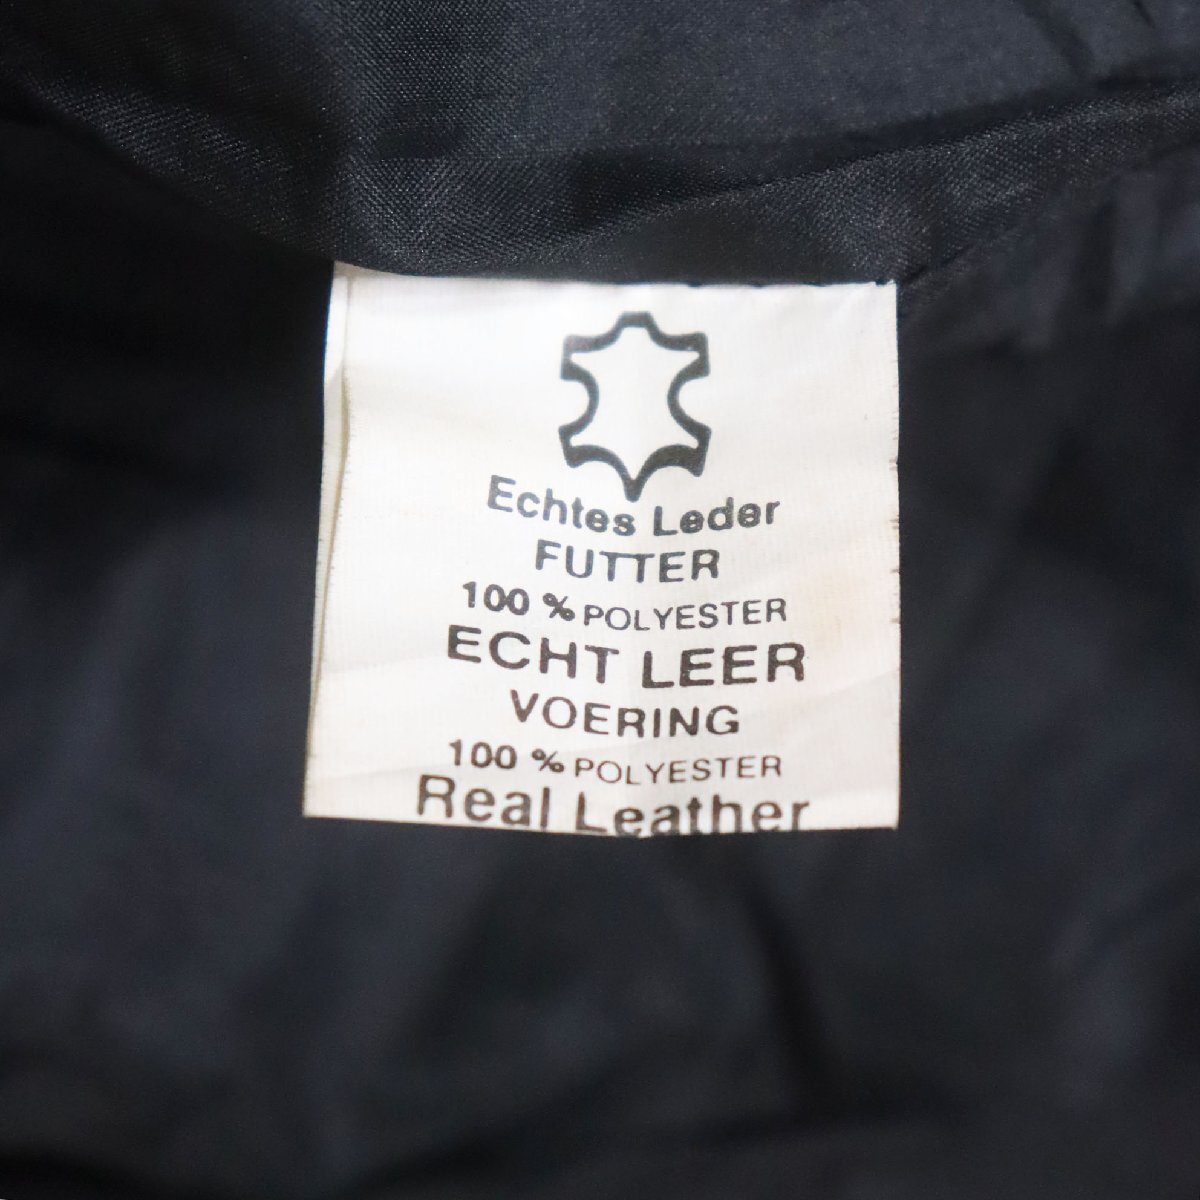 Echtes Leder
FUTTER
100 % POLYESTER
ECHT LEER
VOERING
100 % POLYESTER
Real Leather